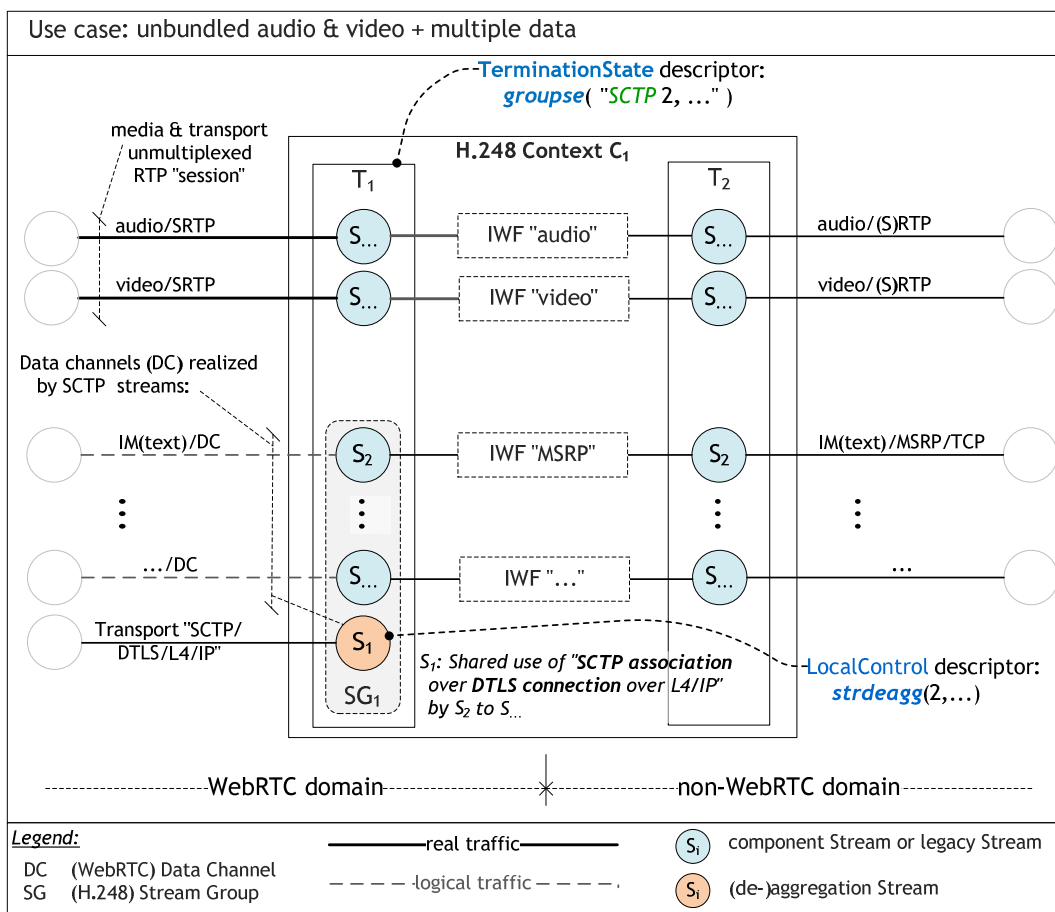 Use case: unbundled audio & video + multiple data
TerminationState descriptor:
groupse( "SCTP 2, ..." )
media & transport
unmultiplexed
RTP "session"
H.248 Context C1
T1
T2
audio/SRTP
S...
IWF "audio"
S...
audio/(S)RTP
video/SRTP
S...
IWF "video"
S...
video/(S)RTP
Data channels (DC) realized
by SCTP streams:
IM(text)/DC
S2
IWF "MSRP"
S2
IM(text)/MSRP/TCP
.../DC
S...
IWF "..."
S...
...
Transport "SCTP/
DTLS/L4/IP"
S1
SG1
S1: Shared use of "SCTP association
over DTLS connection over L4/IP"
by S2 to S...
LocalControl descriptor:
strdeagg(2,...)
WebRTC domain
non-WebRTC domain
Legend:
DC (WebRTC) Data Channel
SG (H.248) Stream Group
real traffic
logical traffic
Si component Stream or legacy Stream
Si (de-)aggregation Stream